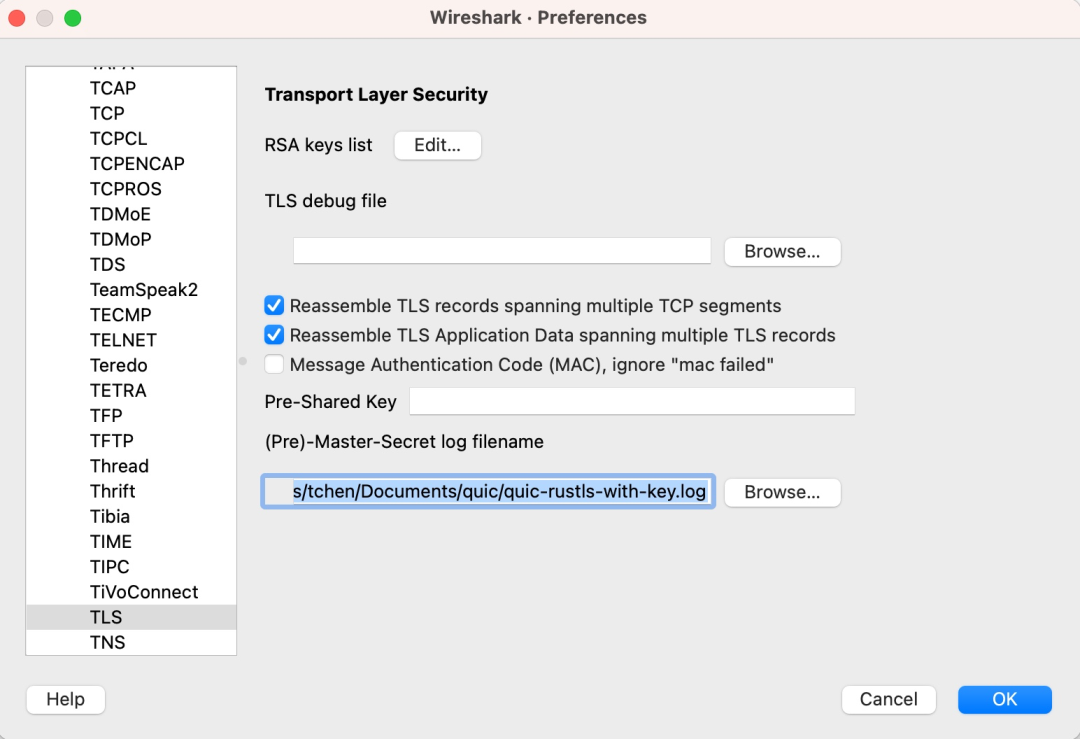 Wireshark · Preferences
TCAP
TCP
TCPCL
TCPENCAP
TCPROS
TDMoE
TDMoP
TDS
TeamSpeak2
TECMP
TELNET
Teredo
TETRA
TFP
TFTP
Thread
Thrift
Tibia
TIME
TIPC
TiVoConnect
TLS
TNS
Transport Layer Security
RSA keys list Edit...
TLS debug file
Browse...
Reassemble TLS records spanning multiple TCP segments
Reassemble TLS Application Data spanning multiple TLS records
Message Authentication Code (MAC), ignore "mac failed"
Pre-Shared Key
(Pre)-Master-Secret log filename
s/tchen/Documents/quic/quic-rustls-with-key.log Browse...
Help Cancel OK